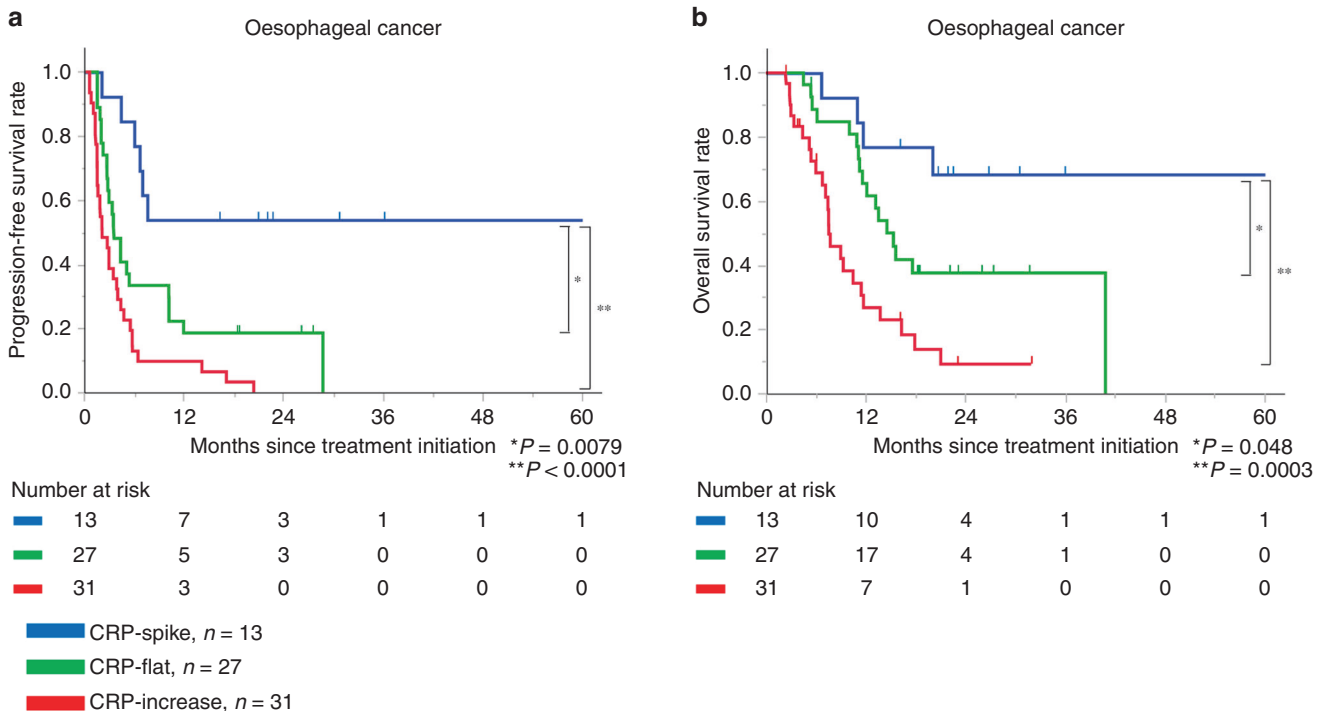 a
Oesophageal cancer
Progression-free survival rate
1.0
0.8
0.6
0.4
0.2
0.0
0 12 24 36 48 60
Months since treatment initiation
*
**
*P = 0.0079
**P < 0.0001
Number at risk
13 7 3 1 1 1
27 5 3 0 0 0
31 3 0 0 0 0
CRP-spike, n = 13
CRP-flat, n = 27
CRP-increase, n = 31
b
Oesophageal cancer
Overall survival rate
1.0
0.8
0.6
0.4
0.2
0.0
0 12 24 36 48 60
Months since treatment initiation
*
**
*P = 0.048
**P = 0.0003
Number at risk
13 10 4 1 1 1
27 17 4 1 0 0
31 7 1 0 0 0